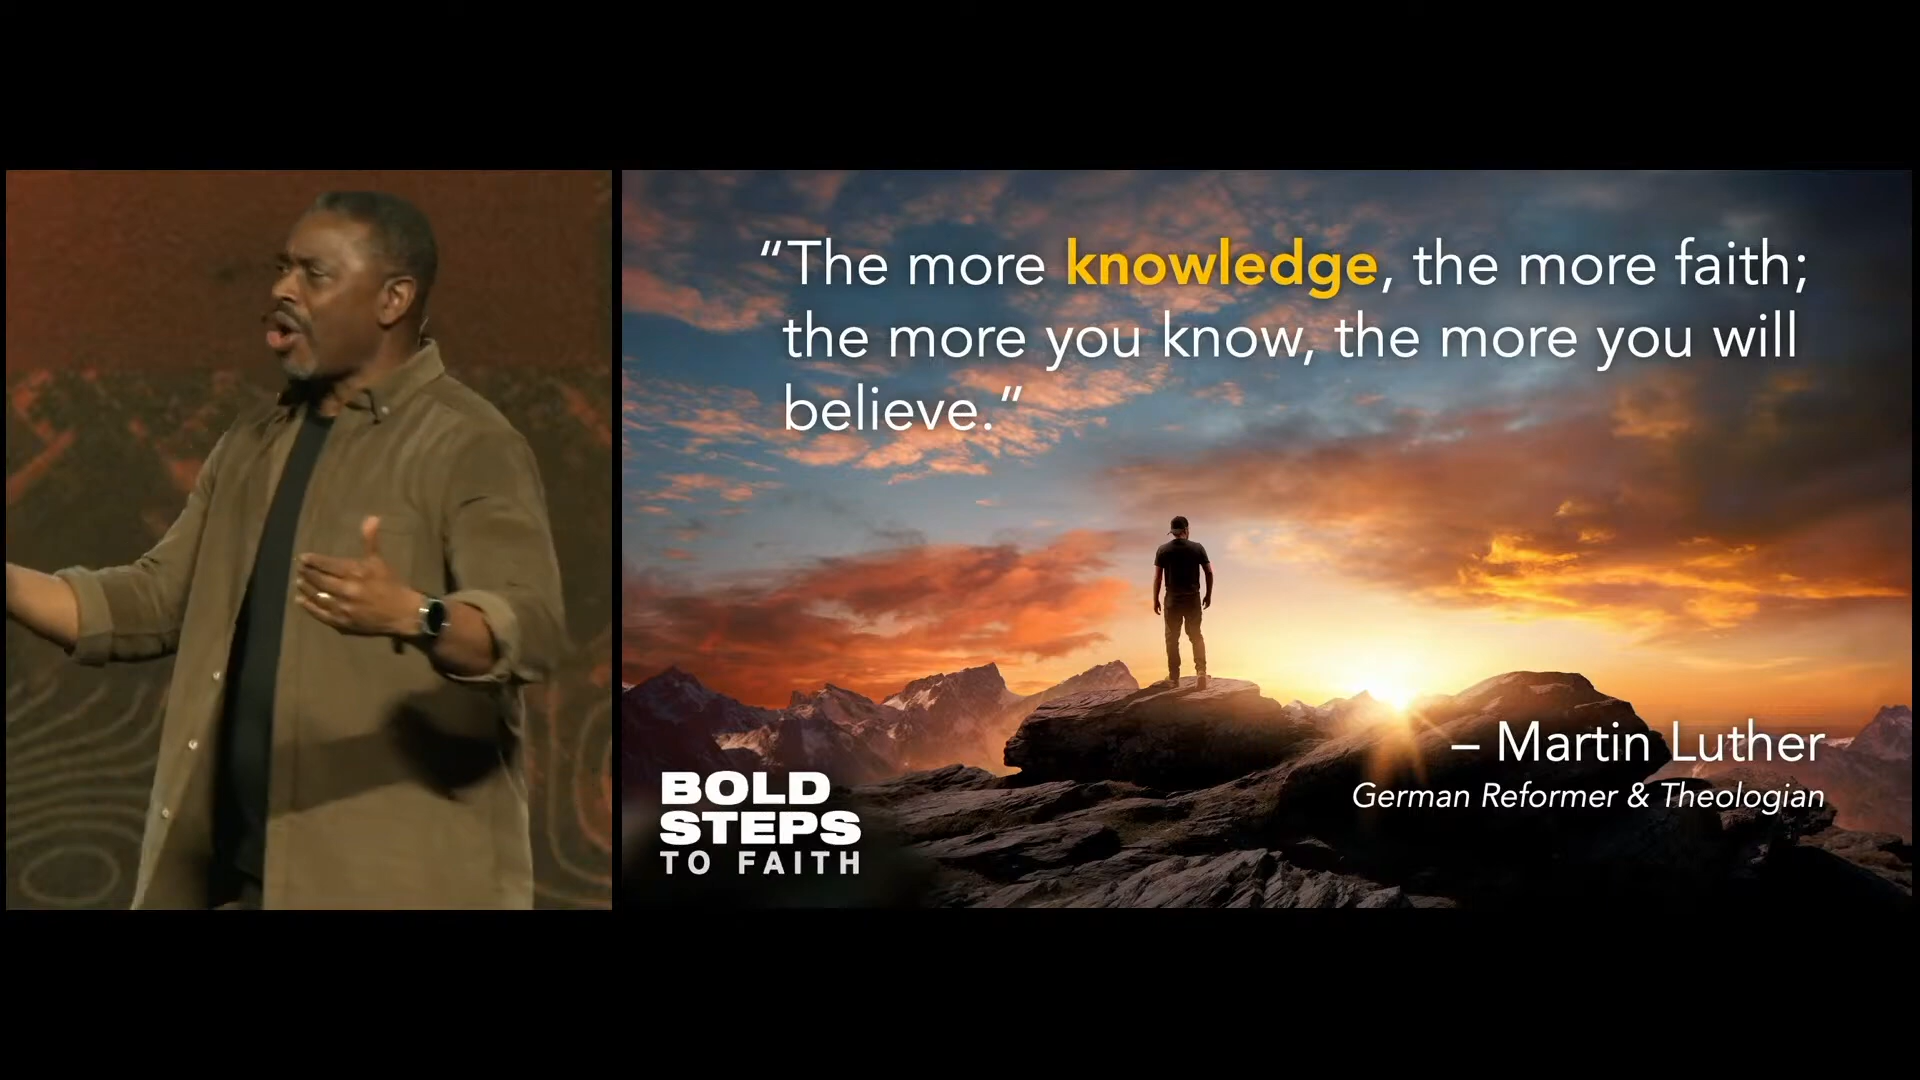 “The more knowledge, the more faith;
the more you know, the more you will
believe.”
– Martin Luther
German Reformer & Theologian
BOLD
STEPS
TO FAITH